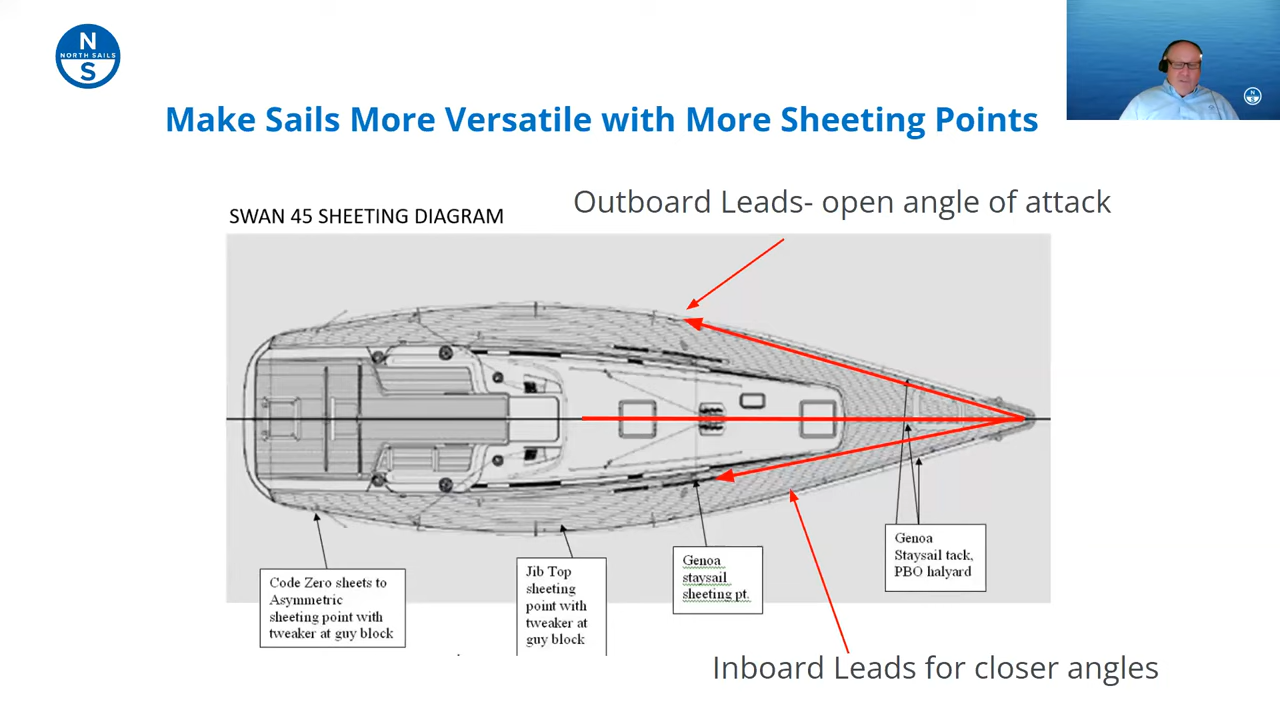 N
NORTH SAILS
S
N
S
Make Sails More Versatile with More Sheeting Points
Outboard Leads- open angle of attack
SWAN 45 SHEETING DIAGRAM
Genoa
Staysail tack,
PBO halyard
Genoa
staysail
sheeting pt.
Jib Top
sheeting
point with
tweaker at
guy block
Code Zero sheets to
Asymmetric
sheeting point with
tweaker at guy block
Inboard Leads for closer angles